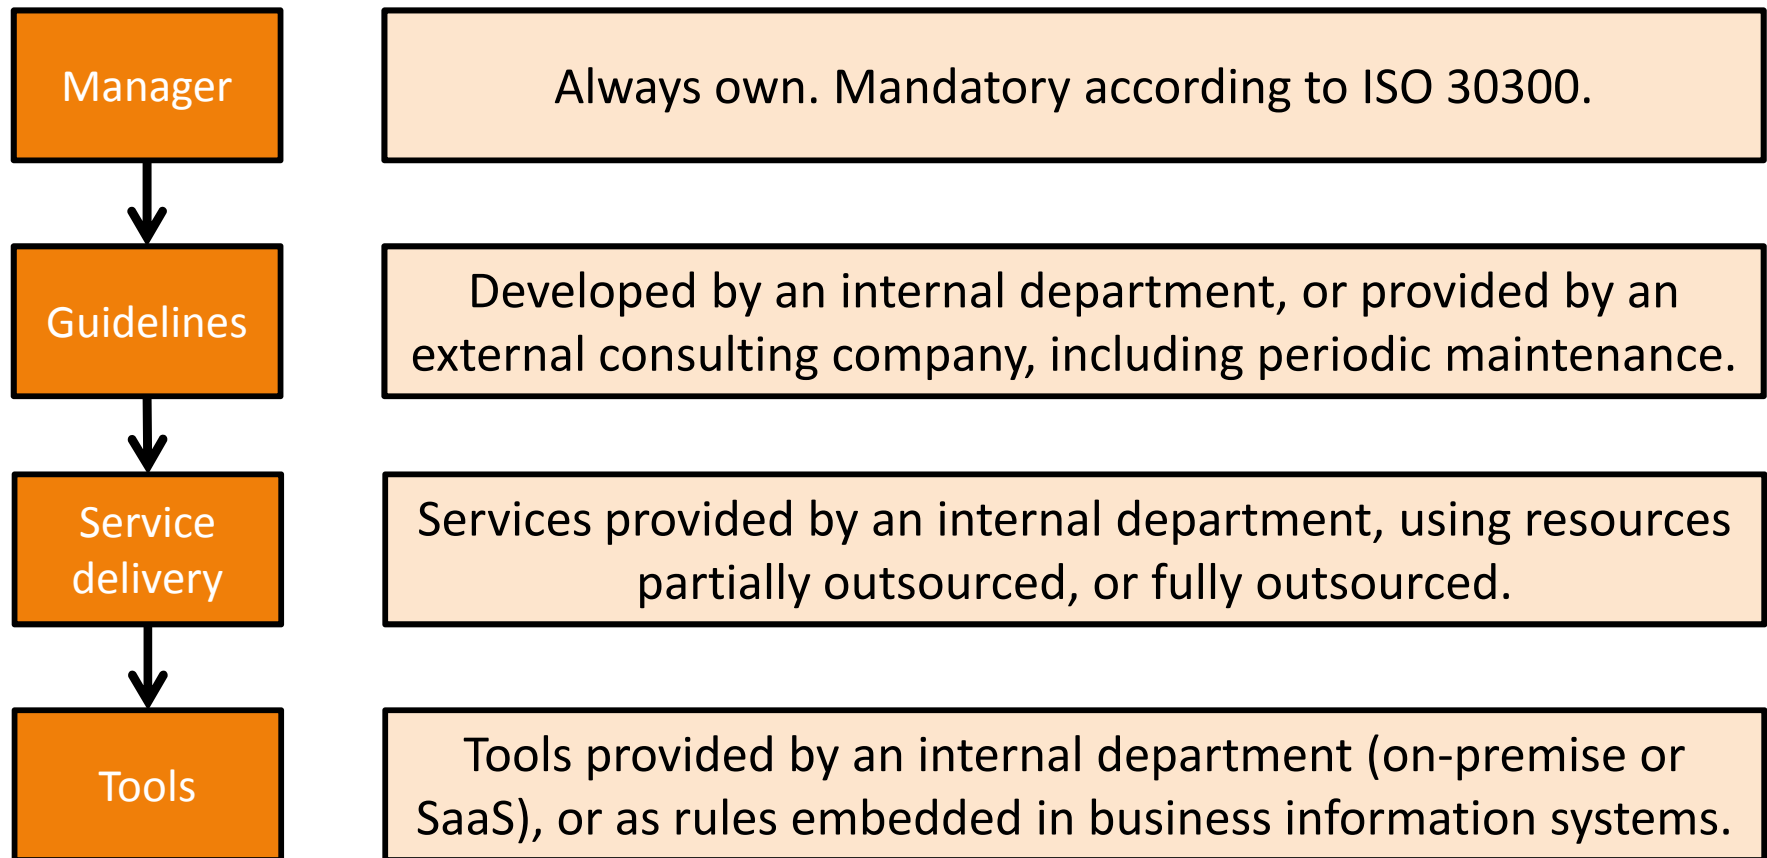 Manager
Always own. Mandatory according to ISO 30300.
Guidelines
Developed by an internal department, or provided by an
external consulting company, including periodic maintenance.
Service
delivery
Services provided by an internal department, using resources
partially outsourced, or fully outsourced.
Tools
Tools provided by an internal department (on-premise or
SaaS), or as rules embedded in business information systems.